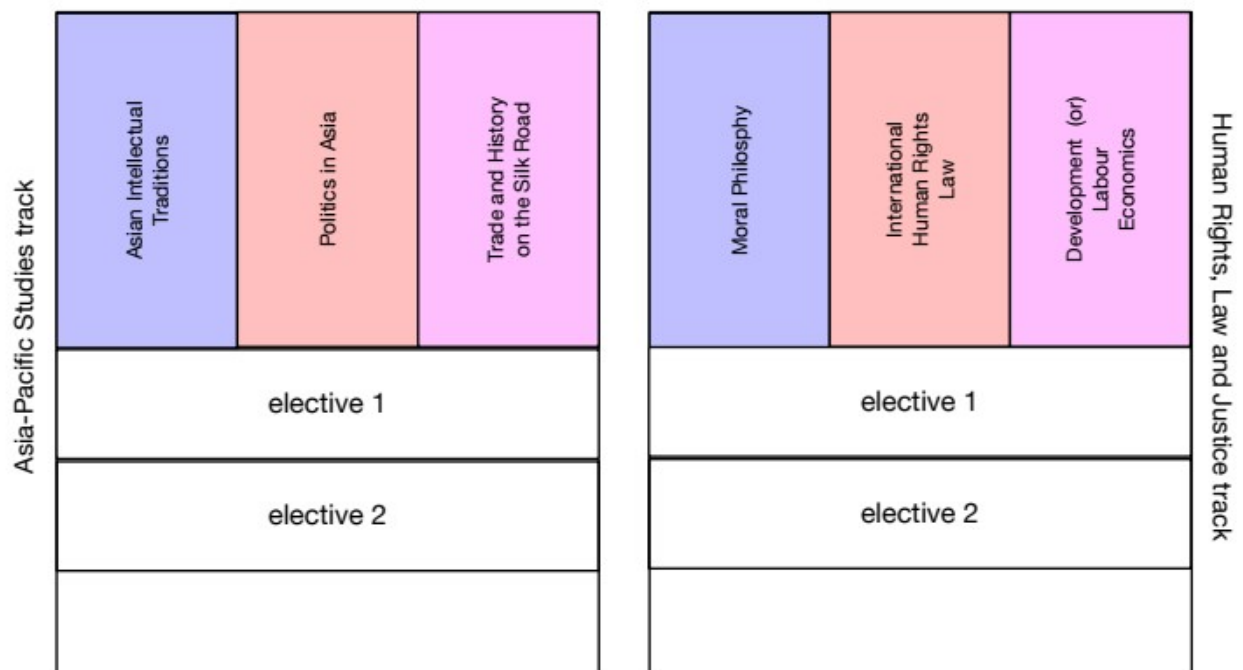 Asia-Pacific Studies track
Asian Intellectual
Traditions
Politics in Asia
Trade and History
on the Silk Road
elective 1
elective 2
Moral Philosphy
International
Human Rights
Law
Development (or)
Labour
Economics
elective 1
elective 2
Human Rights, Law and Justice track